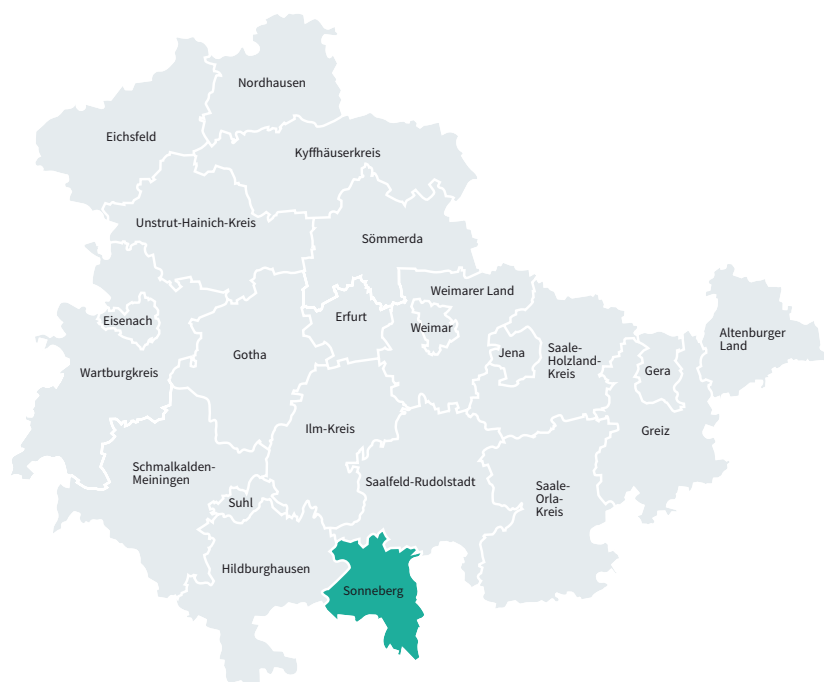 Nordhausen
Eichsfeld
Kyffhäuserkreis
Unstrut-Hainich-Kreis
Sömmerda
Weimarer Land
Eisenach
Erfurt
Weimar
Altenburger
Land
Gotha
Jena
Saale-
Holzland-
Kreis
Wartburgkreis
Gera
Ilm-Kreis
Greiz
Schmalkalden-
Meiningen
Saalfeld-Rudolstadt
Saale-
Orla-
Kreis
Suhl
Hildburghausen
Sonneberg